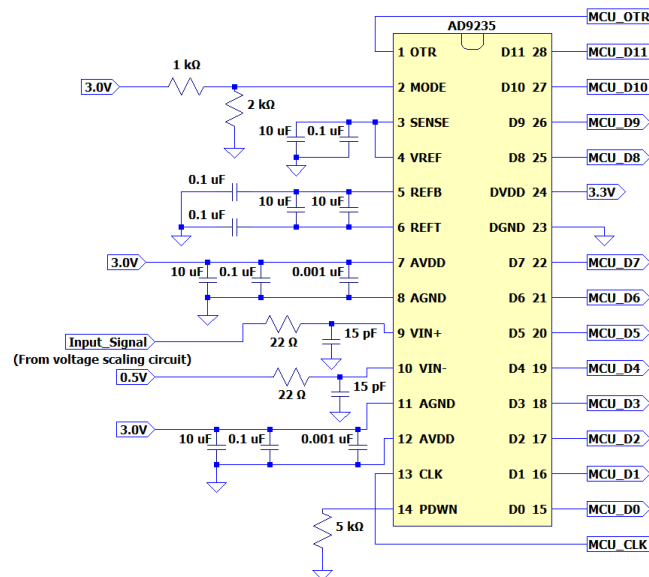 MCU_OTR
AD9235
1 OTR D11 28 MCU_D11
1 kΩ
3.0V 2 MODE D10 27 MCU_D10
2 kΩ
3 SENSE D9 26 MCU_D9
10 uF 0.1 uF
4 VREF D8 25 MCU_D8
0.1 uF
5 REFB DVDD 24 3.3V
10 uF 10 uF
0.1 uF
6 REFT DGND 23
3.0V 7 AVDD D7 22 MCU_D7
10 uF 0.1 uF 0.001 uF
8 AGND D6 21 MCU_D6
Input_Signal 22 Ω 15 pF 9 VIN+ D5 20 MCU_D5
(From voltage scaling circuit)
0.5V 22 Ω 15 pF 10 VIN- D4 19 MCU_D4
11 AGND D3 18 MCU_D3
3.0V
10 uF 0.1 uF 0.001 uF 12 AVDD D2 17 MCU_D2
13 CLK D1 16 MCU_D1
14 PDWN D0 15 MCU_D0
5 kΩ
MCU_CLK